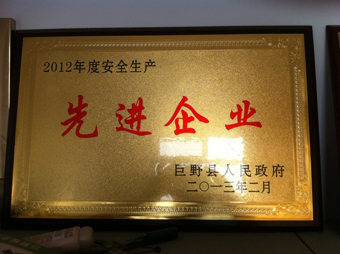 2012年度安全生产
先进企业
巨野县人民政府
二〇一三年二月